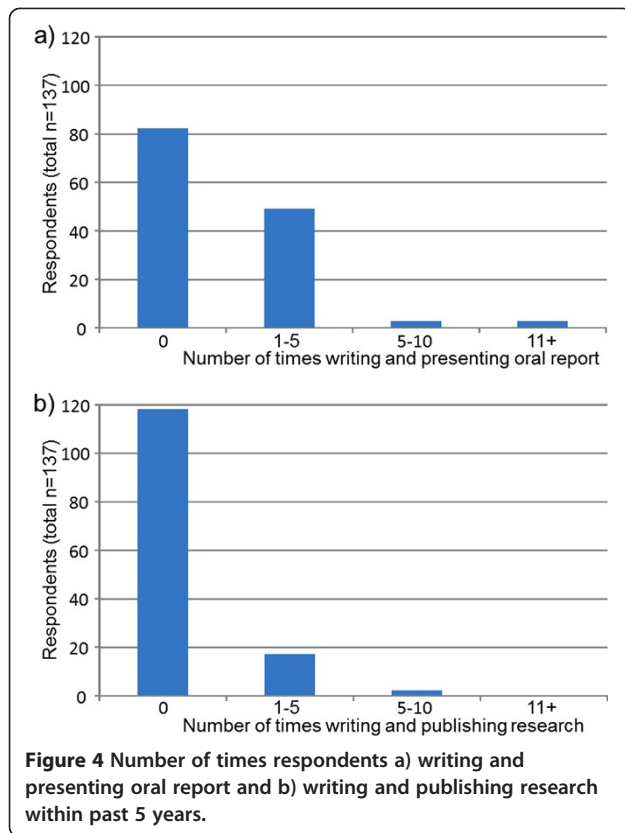 a)
120
100
80
60
40
20
0
Respondents (total n=137)
0 1-5 5-10 11+
Number of times writing and presenting oral report
b)
120
100
80
60
40
20
0
Respondents (total n=137)
0 1-5 5-10 11+
Number of times writing and publishing research
Figure 4 Number of times respondents a) writing and
presenting oral report and b) writing and publishing research
within past 5 years.